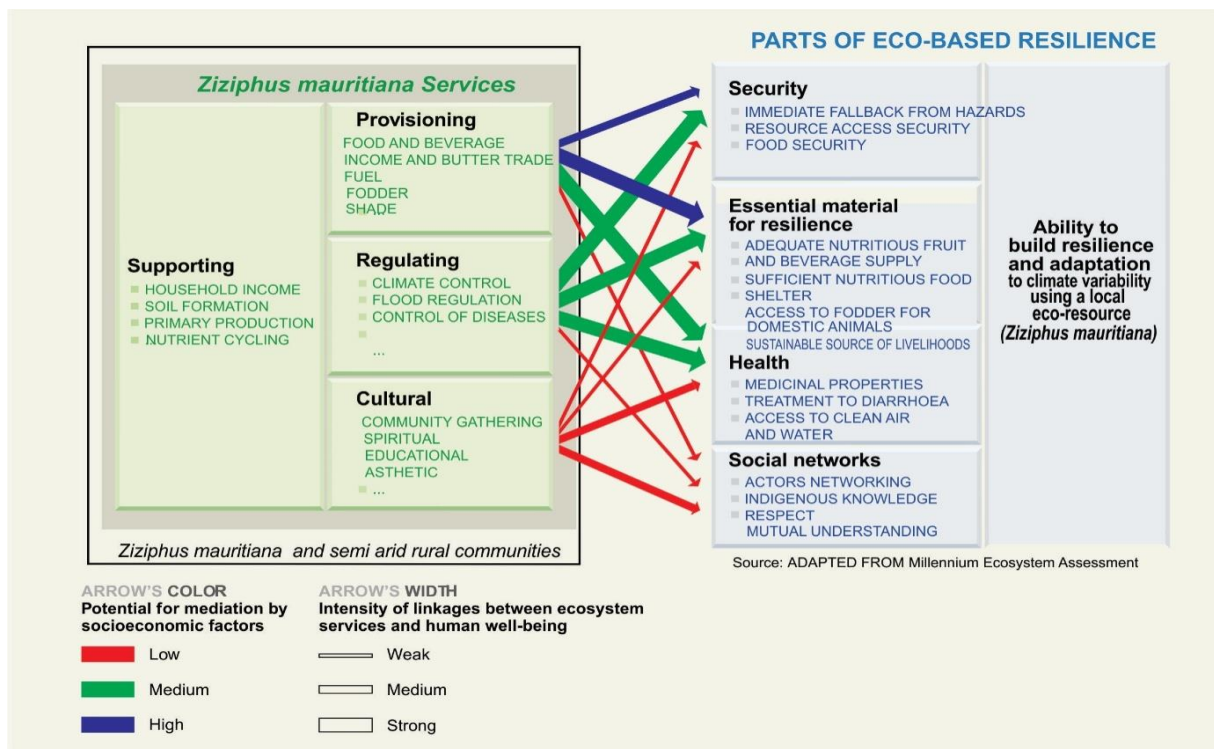 PARTS OF ECO-BASED RESILIENCE
Ziziphus mauritiana Services
Supporting
HOUSEHOLD INCOME
SOIL FORMATION
PRIMARY PRODUCTION
NUTRIENT CYCLING
Provisioning
FOOD AND BEVERAGE
INCOME AND BUTTER TRADE
FUEL
FODDER
SHADE
Regulating
CLIMATE CONTROL
FLOOD REGULATION
CONTROL OF DISEASES
...
Cultural
COMMUNITY GATHERING
SPIRITUAL
EDUCATIONAL
ASTHETIC
...
Ziziphus mauritiana and semi arid rural communities
Security
IMMEDIATE FALLBACK FROM HAZARDS
RESOURCE ACCESS SECURITY
FOOD SECURITY
Essential material
for resilience
ADEQUATE NUTRITIOUS FRUIT
AND BEVERAGE SUPPLY
SUFFICIENT NUTRITIOUS FOOD
SHELTER
ACCESS TO FODDER FOR
DOMESTIC ANIMALS
SUSTAINABLE SOURCE OF LIVELIHOODS
Health
MEDICINAL PROPERTIES
TREATMENT TO DIARRHOEA
ACCESS TO CLEAN AIR
AND WATER
Social networks
ACTORS NETWORKING
INDIGENOUS KNOWLEDGE
RESPECT
MUTUAL UNDERSTANDING
Ability to
build resilience
and adaptation
to climate variability
using a local
eco-resource
(Ziziphus mauritiana)
Source: ADAPTED FROM Millennium Ecosystem Assessment
ARROW'S COLOR
Potential for mediation by
socioeconomic factors
Low
Medium
High
ARROW'S WIDTH
Intensity of linkages between ecosystem
services and human well-being
Weak
Medium
Strong